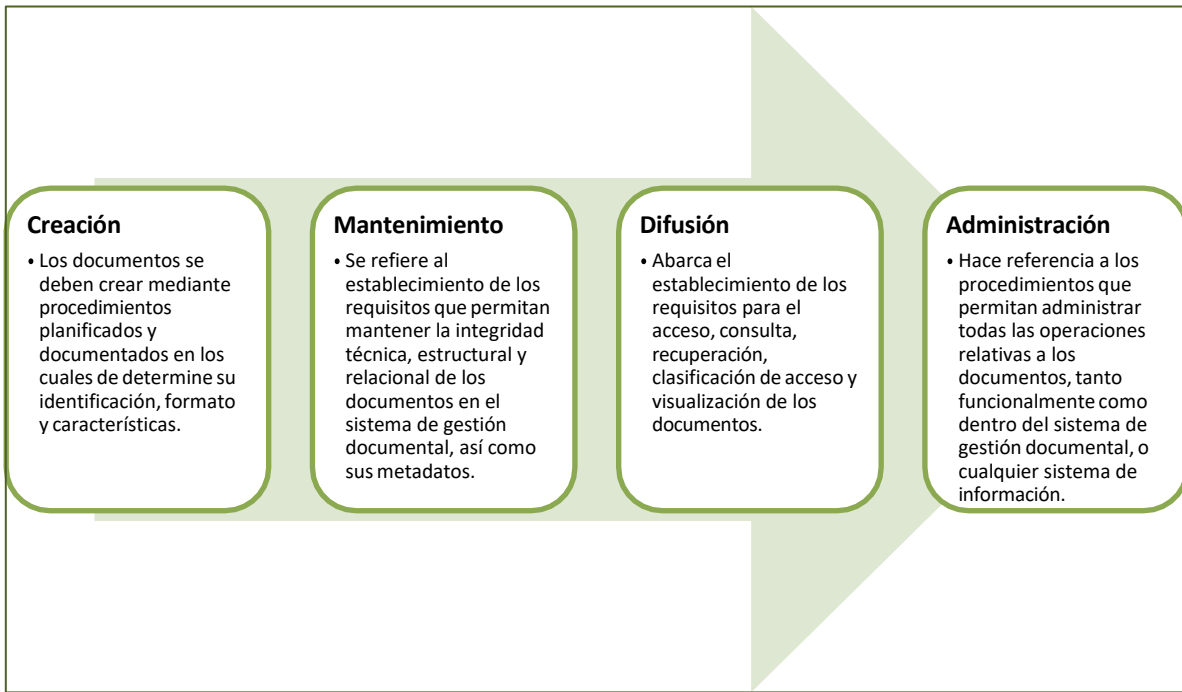 Creación
• Los documentos se
deben crear mediante
procedimientos
planificados y
documentados en los
cuales de determine su
identificación, formato
y características.
Mantenimiento
• Se refiere al
establecimiento de los
requisitos que permitan
mantener la integridad
técnica, estructural y
relacional de los
documentos en el
sistema de gestión
documental, así como
sus metadatos.
Difusión
• Abarca el
establecimiento de los
requisitos para el
acceso, consulta,
recuperación,
clasificación de acceso y
visualización de los
documentos.
Administración
• Hace referencia a los
procedimientos que
permitan administrar
todas las operaciones
relativas a los
documentos, tanto
funcionalmente como
dentro del sistema de
gestión documental, o
cualquier sistema de
información.